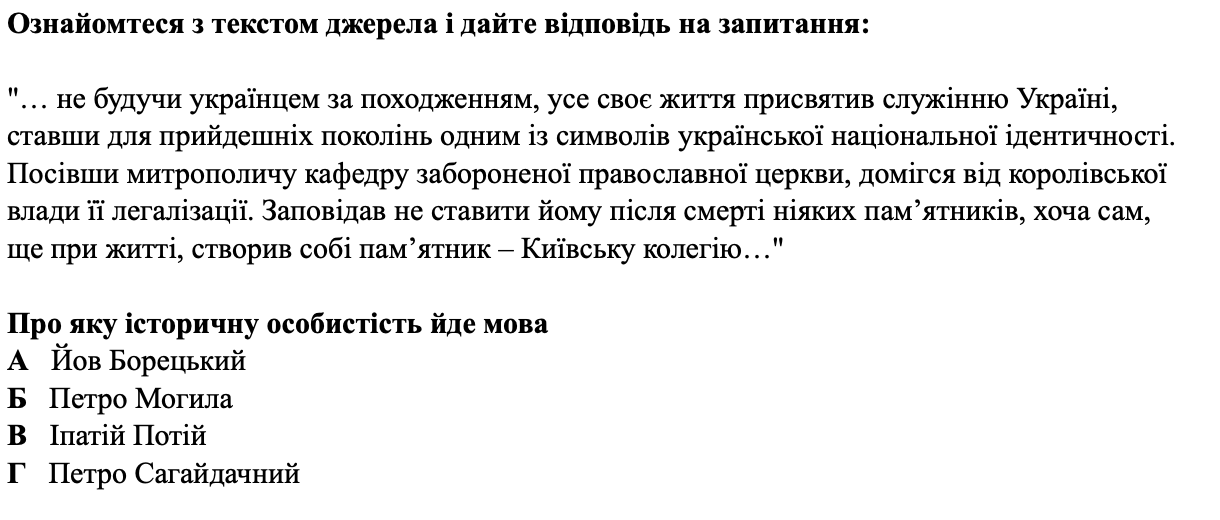 Ознайомтеся з текстом джерела і дайте відповідь на запитання:
"… не будучи українцем за походженням, усе своє життя присвятив служінню Україні,
ставши для прийдешніх поколінь одним із символів української національної ідентичності.
Посівши митрополичу кафедру забороненої православної церкви, домігся від королівської
влади її легалізації. Заповідав не ставити йому після смерті ніяких пам’ятників, хоча сам,
ще при житті, створив собі пам’ятник – Київську колегію…"
Про яку історичну особистість йде мова
А Йов Борецький
Б Петро Могила
В Іпатій Потій
Г Петро Сагайдачний